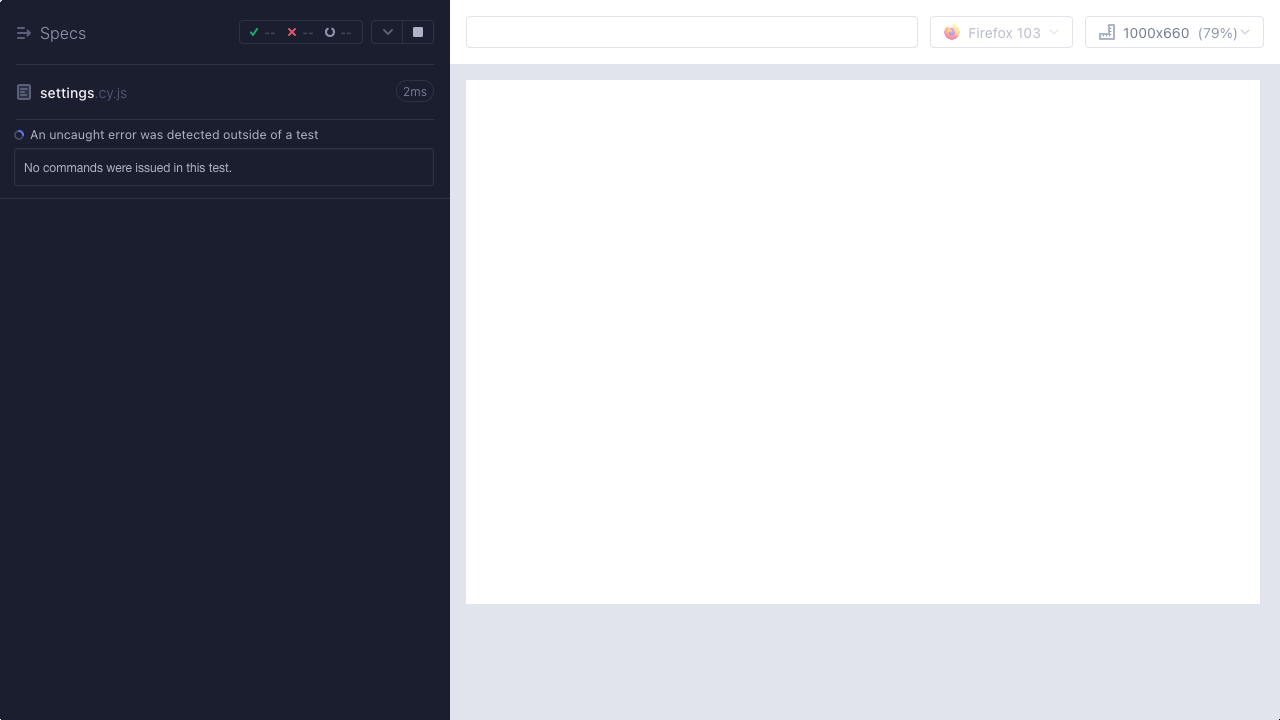 Specs
--
--
--
Firefox 103
1000x660 (79%)
settings.cy.js
2ms
An uncaught error was detected outside of a test
No commands were issued in this test.